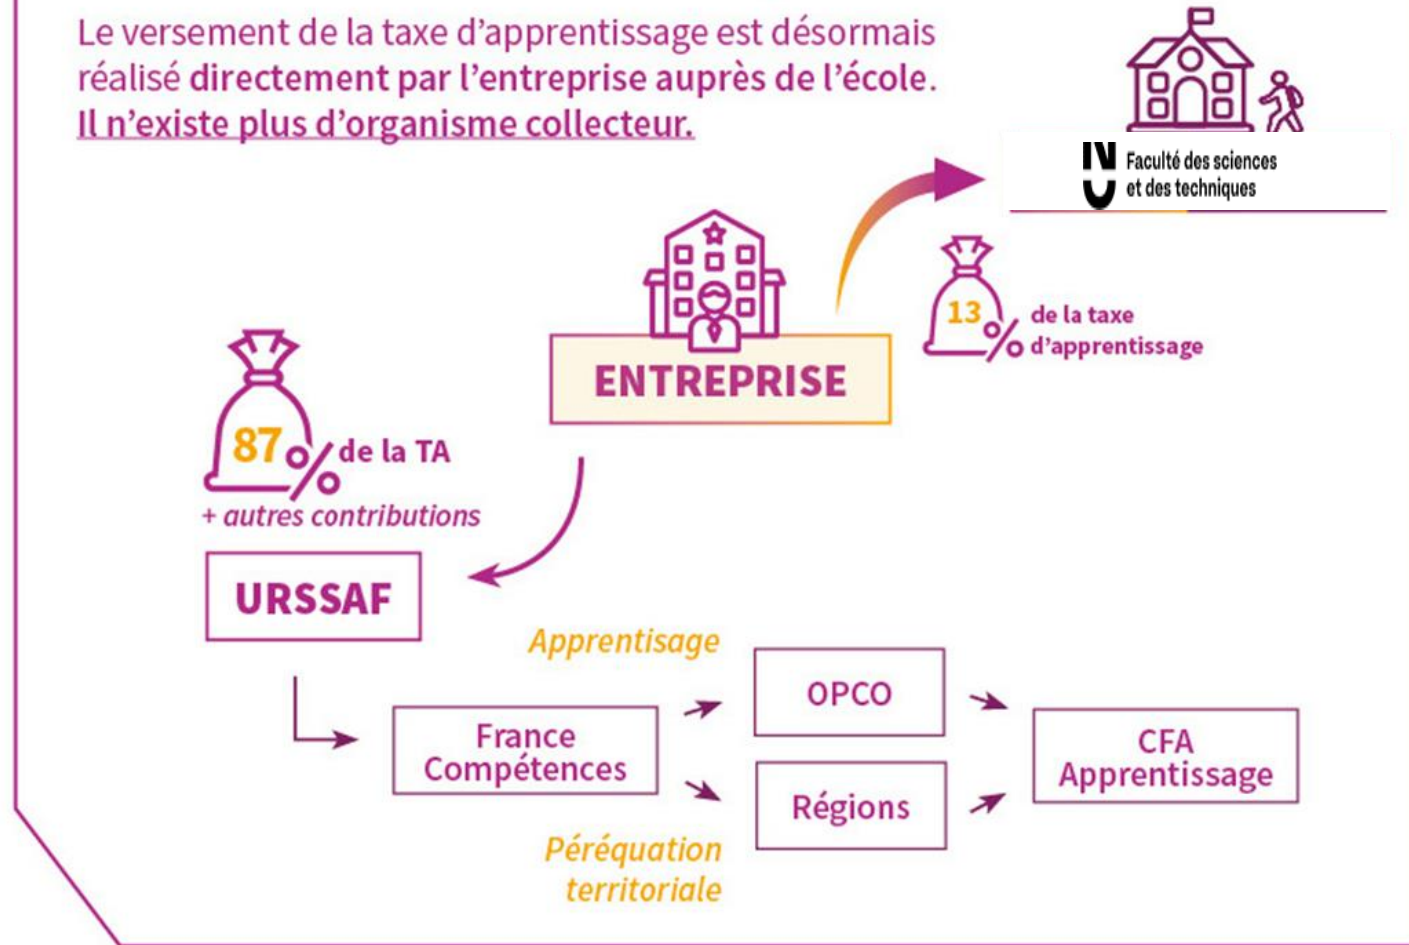 Le versement de la taxe d'apprentissage est désormais
réalisé directement par l'entreprise auprès de l'école.
Il n'existe plus d'organisme collecteur.
NU
Faculté des sciences
et des techniques
13 %
de la taxe
d'apprentissage
ENTREPRISE
87 % de la TA
+ autres contributions
URSSAF
Apprentisage
OPCO
France
Compétences
CFA
Apprentissage
Régions
Péréquation
territoriale